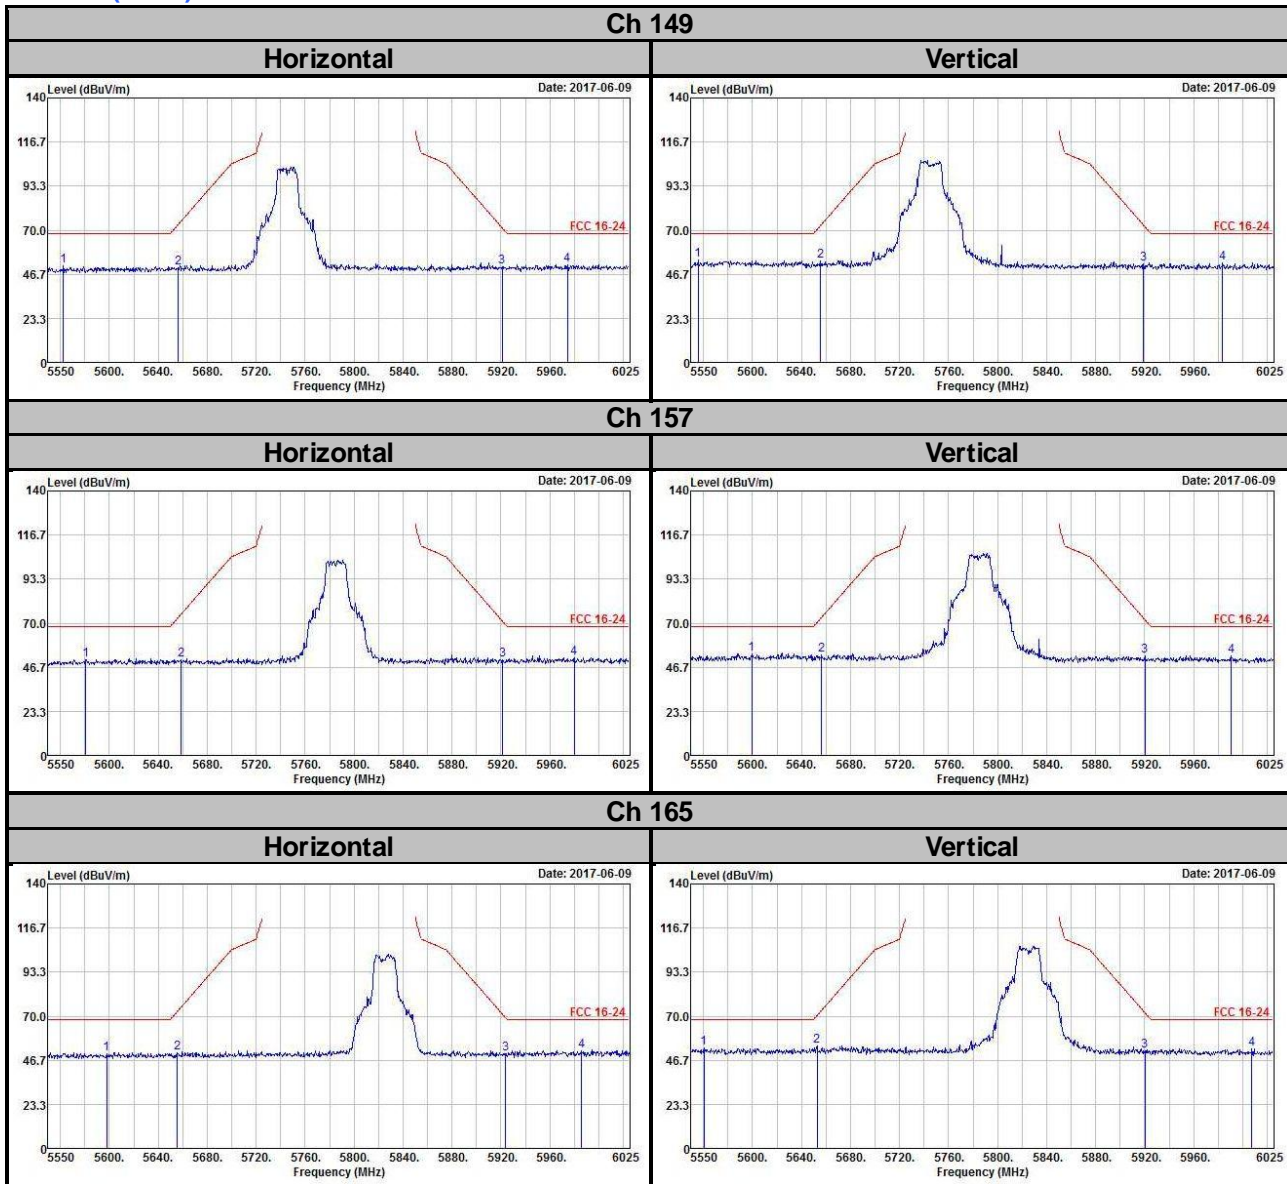 Ch 149
Horizontal Vertical
Level (dBuV/m) Date: 2017-06-09 Level (dBuV/m) Date: 2017-06-09
140 140
116.7 116.7
93.3 93.3
70.0 70.0
FCC 16-24 FCC 16-24
1 2 3 4 1 2 3 4
46.7 46.7
23.3 23.3
0 0
5550 5600. 5640. 5680. 5720. 5760. 5800. 5840. 5880. 5920. 5960. 6025 5550 5600. 5640. 5680. 5720. 5760. 5800. 5840. 5880. 5920. 5960. 6025
Frequency (MHz) Frequency (MHz)
Ch 157
Horizontal Vertical
Level (dBuV/m) Date: 2017-06-09 Level (dBuV/m) Date: 2017-06-09
140 140
116.7 116.7
93.3 93.3
70.0 70.0
FCC 16-24 FCC 16-24
1 2 3 4 1 2 3 4
46.7 46.7
23.3 23.3
0 0
5550 5600. 5640. 5680. 5720. 5760. 5800. 5840. 5880. 5920. 5960. 6025 5550 5600. 5640. 5680. 5720. 5760. 5800. 5840. 5880. 5920. 5960. 6025
Frequency (MHz) Frequency (MHz)
Ch 165
Horizontal Vertical
Level (dBuV/m) Date: 2017-06-09 Level (dBuV/m) Date: 2017-06-09
140 140
116.7 116.7
93.3 93.3
70.0 70.0
FCC 16-24 FCC 16-24
1 2 3 4 1 2 3 4
46.7 46.7
23.3 23.3
0 0
5550 5600. 5640. 5680. 5720. 5760. 5800. 5840. 5880. 5920. 5960. 6025 5550 5600. 5640. 5680. 5720. 5760. 5800. 5840. 5880. 5920. 5960. 6025
Frequency (MHz) Frequency (MHz)